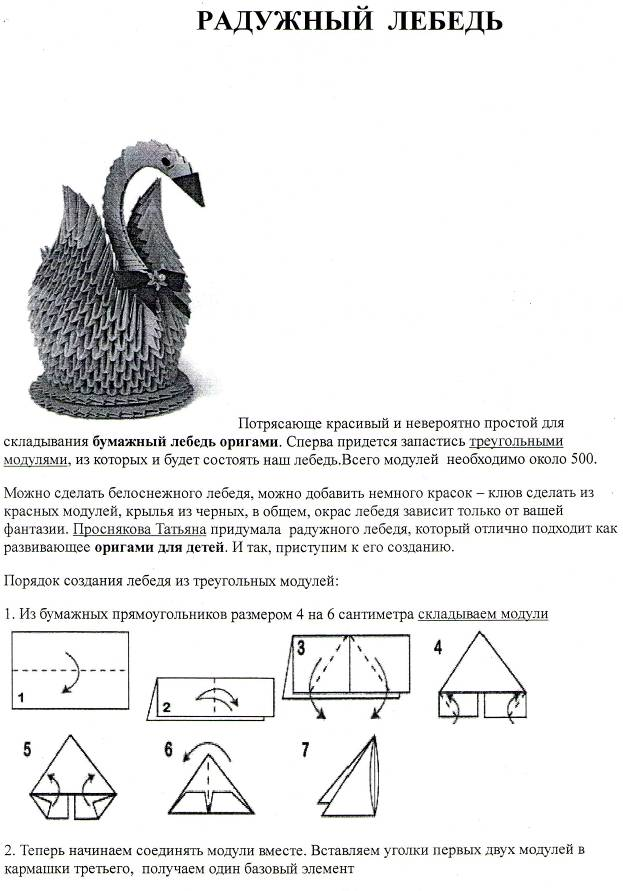 РАДУЖНЫЙ ЛЕБЕДЬ
Потрясающе красивый и невероятно простой для
складывания бумажный лебедь оригами. Сперва придется запастись треугольными
модулями, из которых и будет состоять наш лебедь.Всего модулей необходимо около 500.
Можно сделать белоснежного лебедя, можно добавить немного красок – клюв сделать из
красных модулей, крылья из черных, в общем, окрас лебедя зависит только от вашей
фантазии. Проснякова Татьяна придумала радужного лебедя, который отлично подходит как
развивающее оригами для детей. И так, приступим к его созданию.
Порядок создания лебедя из треугольных модулей:
1. Из бумажных прямоугольников размером 4 на 6 сантиметра складываем модули
1
2
3
4
5
6
7
2. Теперь начинаем соединять модули вместе. Вставляем уголки первых двух модулей в
кармашки третьего, получаем один базовый элемент